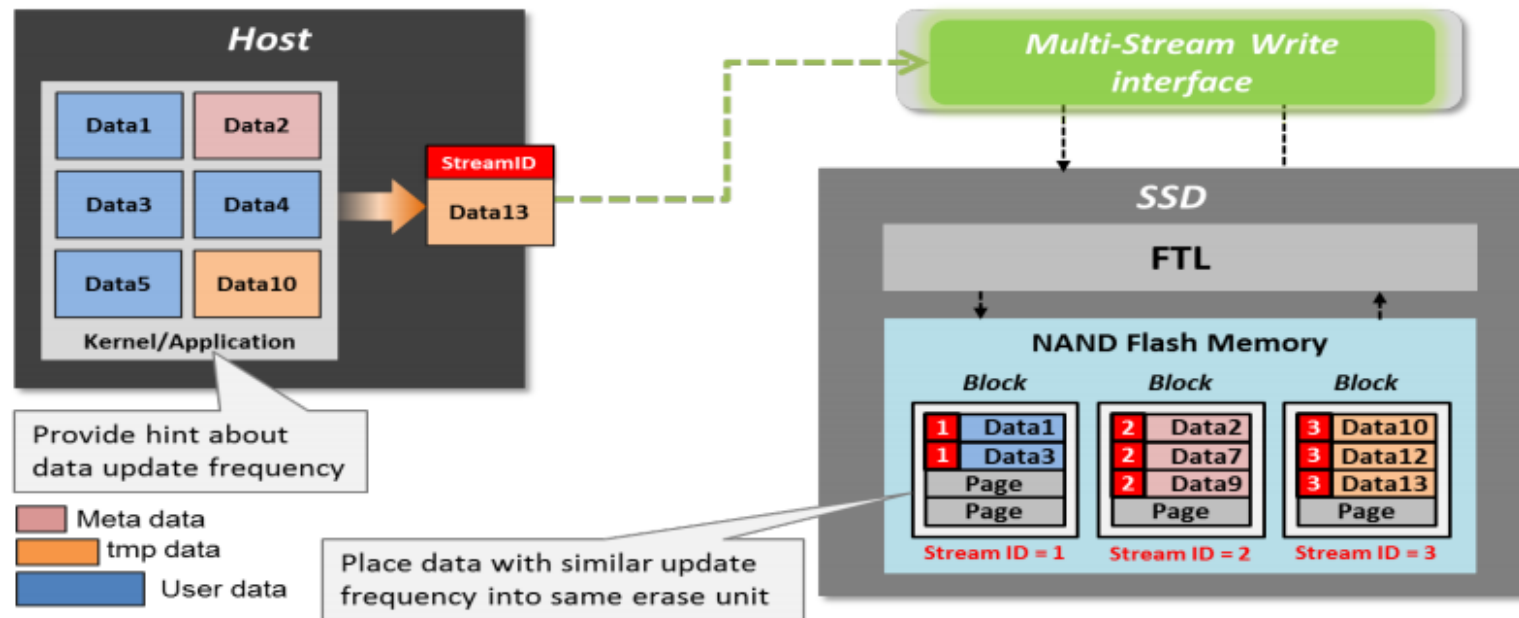 Host
Data1
Data2
Data3
Data4
Data5
Data10
Kernel/Application
StreamID
Data13
Provide hint about
data update frequency
Meta data
tmp data
User data
Multi-Stream Write
interface
SSD
FTL
NAND Flash Memory
Block
1 Data1
1 Data3
Page
Page
Stream ID = 1
Block
2 Data2
2 Data7
2 Data9
Page
Stream ID = 2
Block
3 Data10
3 Data12
3 Data13
Page
Stream ID = 3
Place data with similar update
frequency into same erase unit